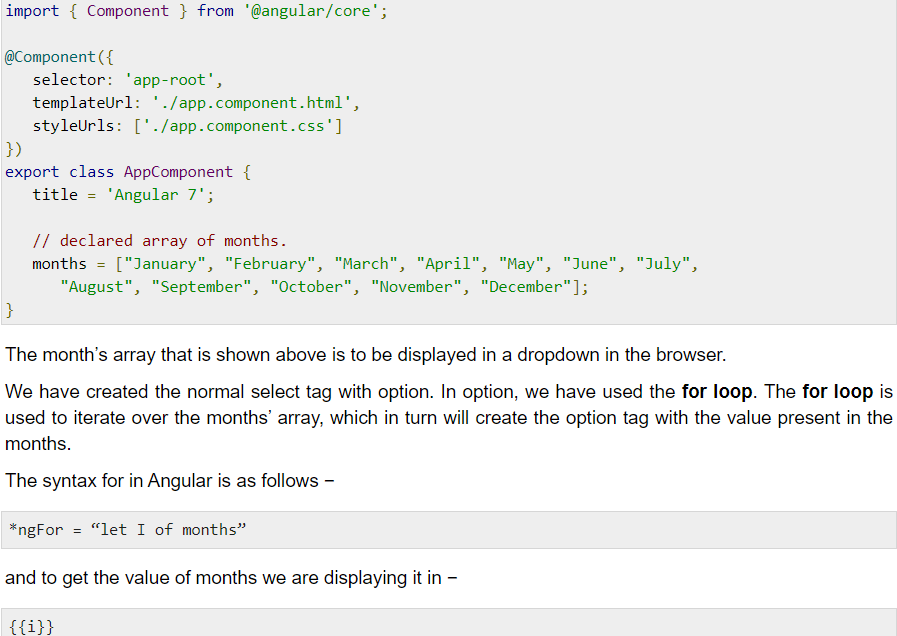 import { Component } from '@angular/core';
@Component({
selector: 'app-root',
templateUrl: './app.component.html',
styleUrls: ['./app.component.css']
})
export class AppComponent {
title = 'Angular 7';
// declared array of months.
months = ["January", "February", "March", "April", "May", "June", "July",
"August", "September", "October", "November", "December"];
}
The month’s array that is shown above is to be displayed in a dropdown in the browser.
We have created the normal select tag with option. In option, we have used the for loop. The for loop is
used to iterate over the months’ array, which in turn will create the option tag with the value present in the
months.
The syntax for in Angular is as follows −
*ngFor = “let I of months”
and to get the value of months we are displaying it in −
{{i}}